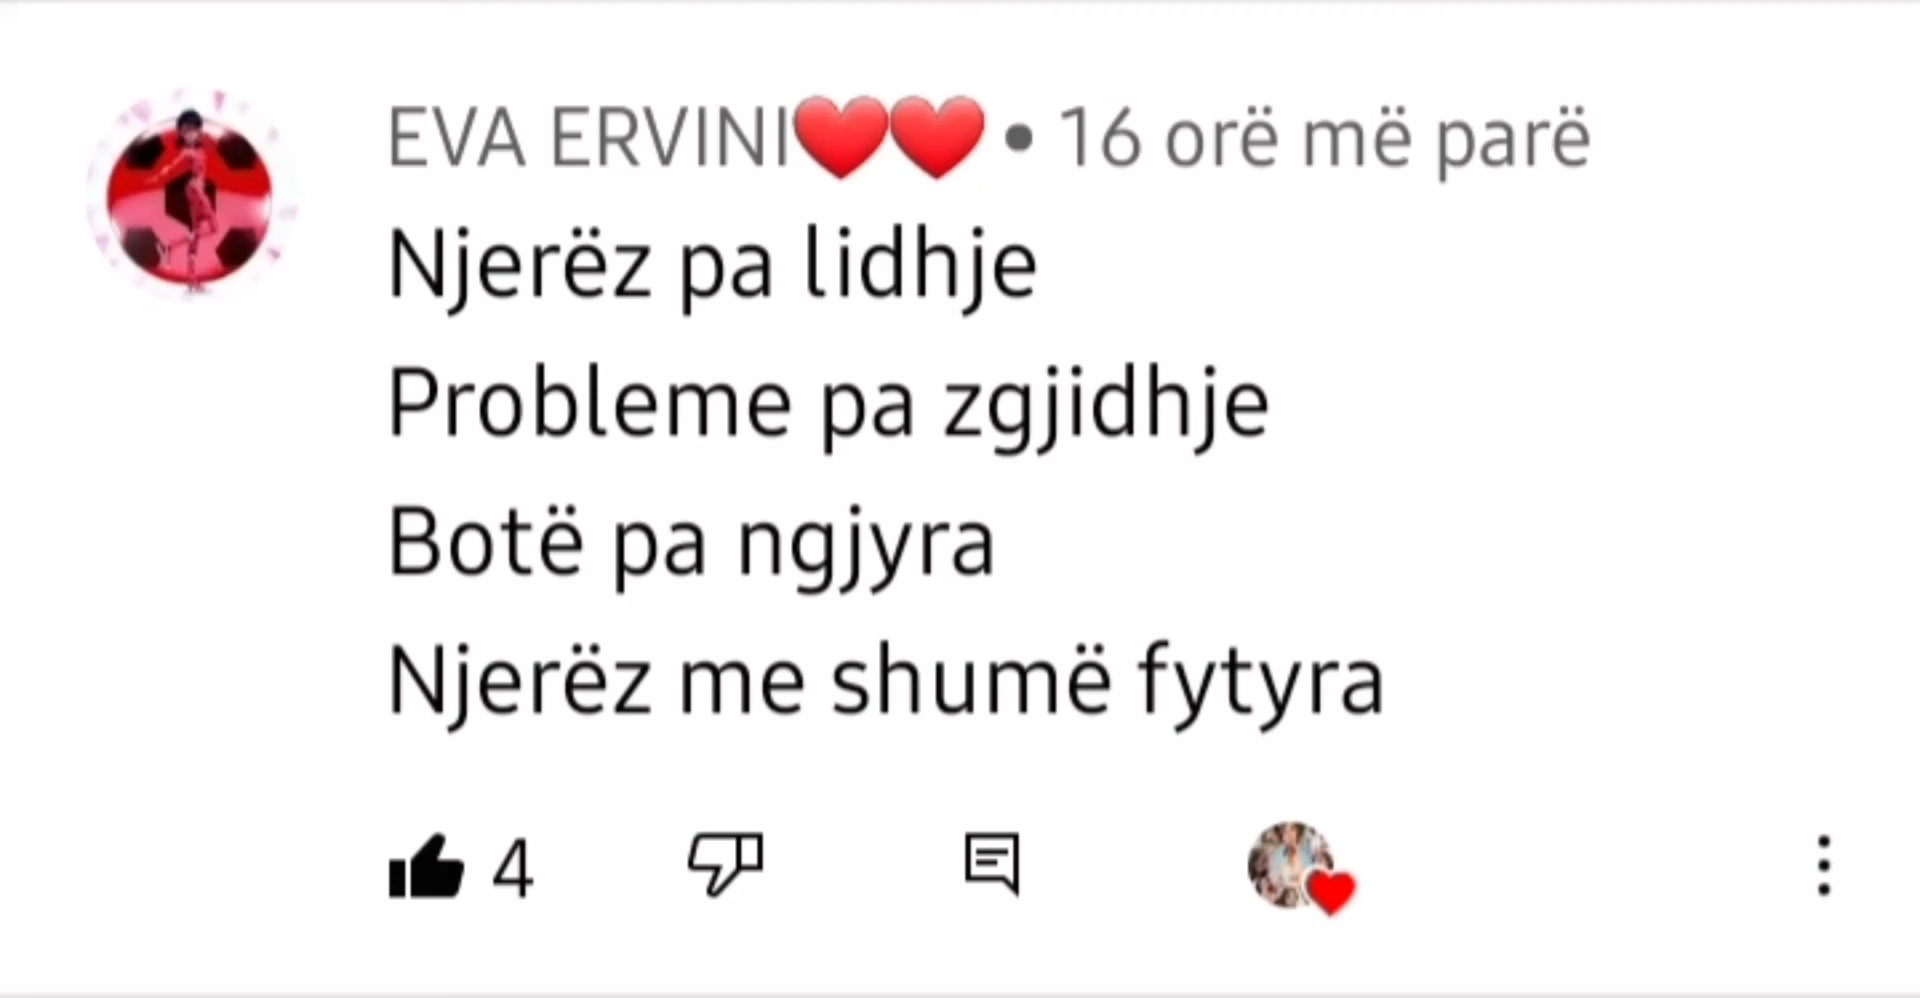 EVA ERVINI❤️❤️ • 16 orë më parë
Njerëz pa lidhje
Probleme pa zgjidhje
Botë pa ngjyra
Njerëz me shumë fytyra
4